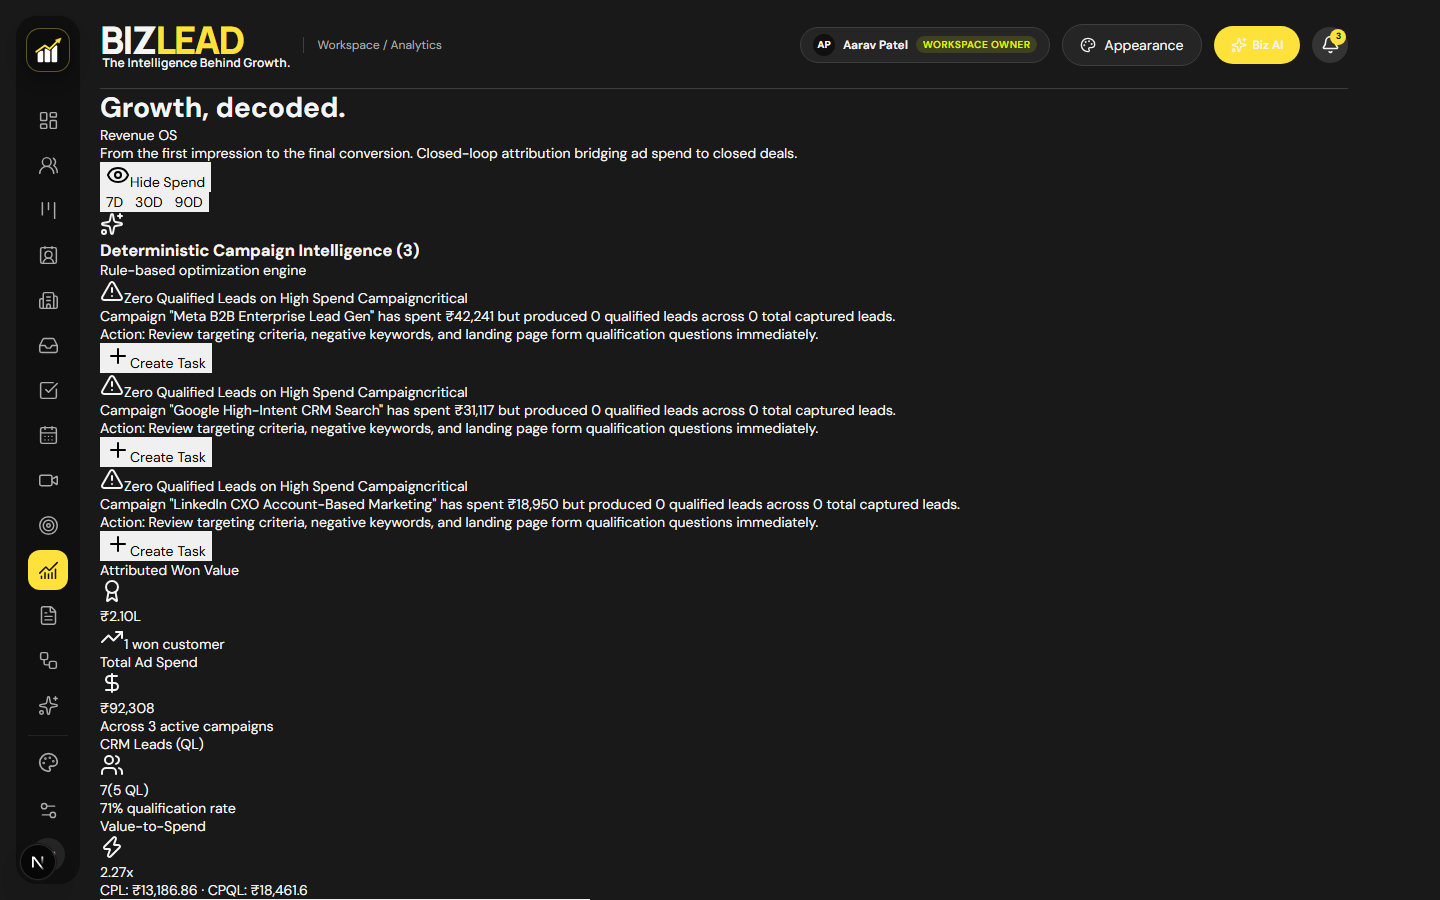 BIZLEAD
The Intelligence Behind Growth.
Workspace / Analytics
AP Aarav Patel WORKSPACE OWNER
Appearance
Biz AI
3
Growth, decoded.
Revenue OS
From the first impression to the final conversion. Closed-loop attribution bridging ad spend to closed deals.
Hide Spend
7D 30D 90D
Deterministic Campaign Intelligence (3)
Rule-based optimization engine
Zero Qualified Leads on High Spend Campaigncritical
Campaign "Meta B2B Enterprise Lead Gen" has spent ₹42,241 but produced 0 qualified leads across 0 total captured leads.
Action: Review targeting criteria, negative keywords, and landing page form qualification questions immediately.
Create Task
Zero Qualified Leads on High Spend Campaigncritical
Campaign "Google High-Intent CRM Search" has spent ₹31,117 but produced 0 qualified leads across 0 total captured leads.
Action: Review targeting criteria, negative keywords, and landing page form qualification questions immediately.
Create Task
Zero Qualified Leads on High Spend Campaigncritical
Campaign "LinkedIn CXO Account-Based Marketing" has spent ₹18,950 but produced 0 qualified leads across 0 total captured leads.
Action: Review targeting criteria, negative keywords, and landing page form qualification questions immediately.
Create Task
Attributed Won Value
₹2.10L
1 won customer
Total Ad Spend
₹92,308
Across 3 active campaigns
CRM Leads (QL)
7(5 QL)
71% qualification rate
Value-to-Spend
2.27x
CPL: ₹13,186.86 · CPQL: ₹18,461.6
N